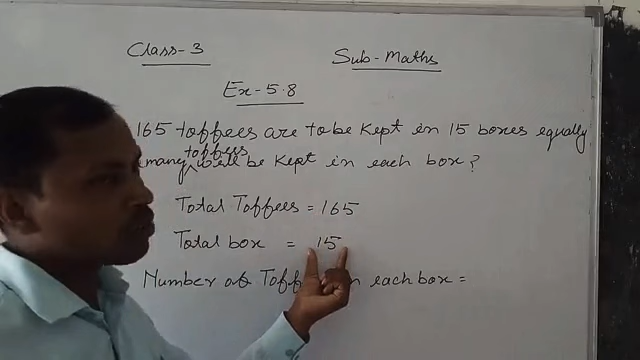 Class-3
Sub-Maths
Ex-5.8
165 toffees are to be kept in 15 boxes equally
many toffees will be kept in each box?
Total Toffees = 165
Total box = 15
Number of in each box =